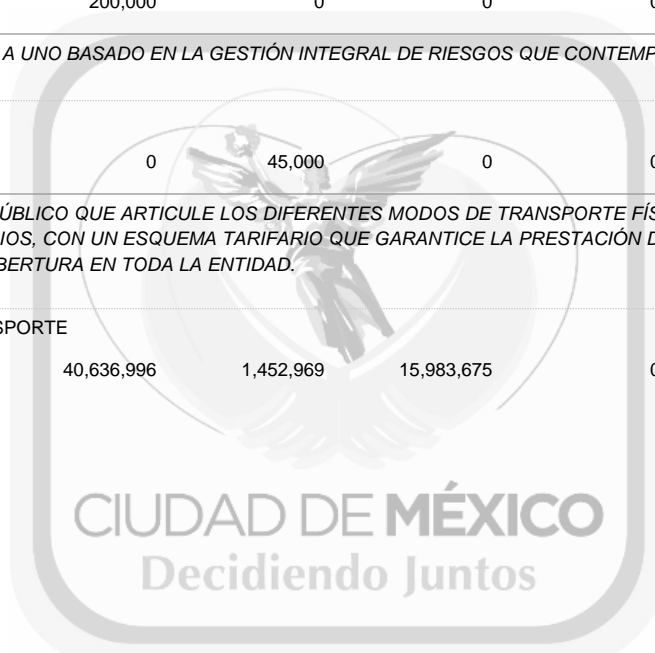 200,000 0 0
A UNO BASADO EN LA GESTIÓN INTEGRAL DE RIESGOS QUE CONTEMP
0 45,000 0 0
ÚBLICO QUE ARTICULE LOS DIFERENTES MODOS DE TRANSPORTE FÍS
IOS, CON UN ESQUEMA TARIFARIO QUE GARANTICE LA PRESTACIÓN D
BERTURA EN TODA LA ENTIDAD.
SPORTE
40,636,996 1,452,969 15,983,675 0
CIUDAD DE MÉXICO
Decidiendo Juntos